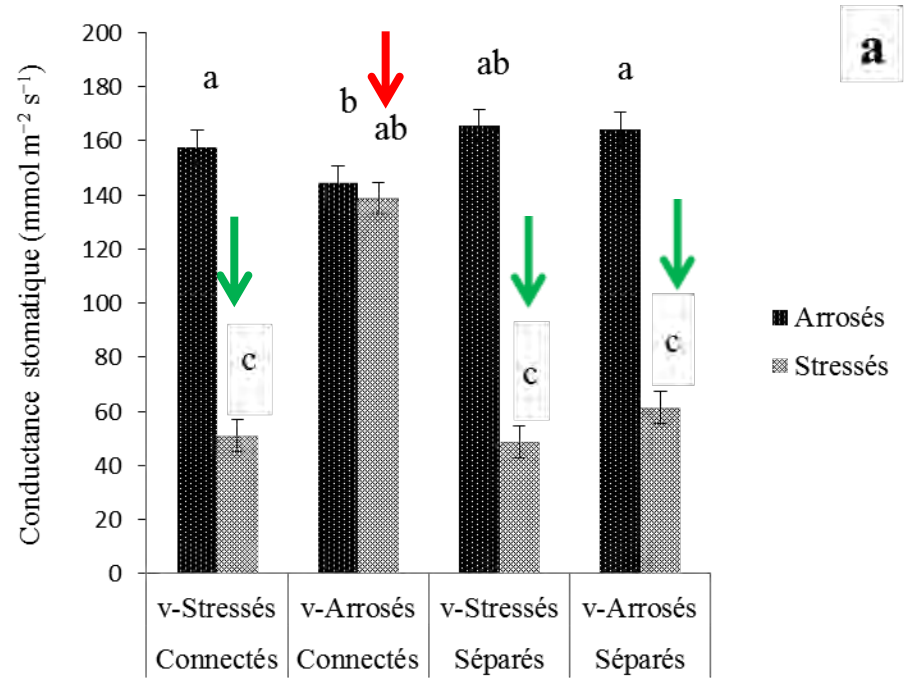 a
Conductance stomatique (mmol m⁻² s⁻¹)
200
180
160
140
120
100
80
60
40
20
0
a
c
b
ab
ab
c
a
c
Arrosés
Stressés
v-Stressés v-Arrosés v-Stressés v-Arrosés
Connectés Connectés Séparés Séparés